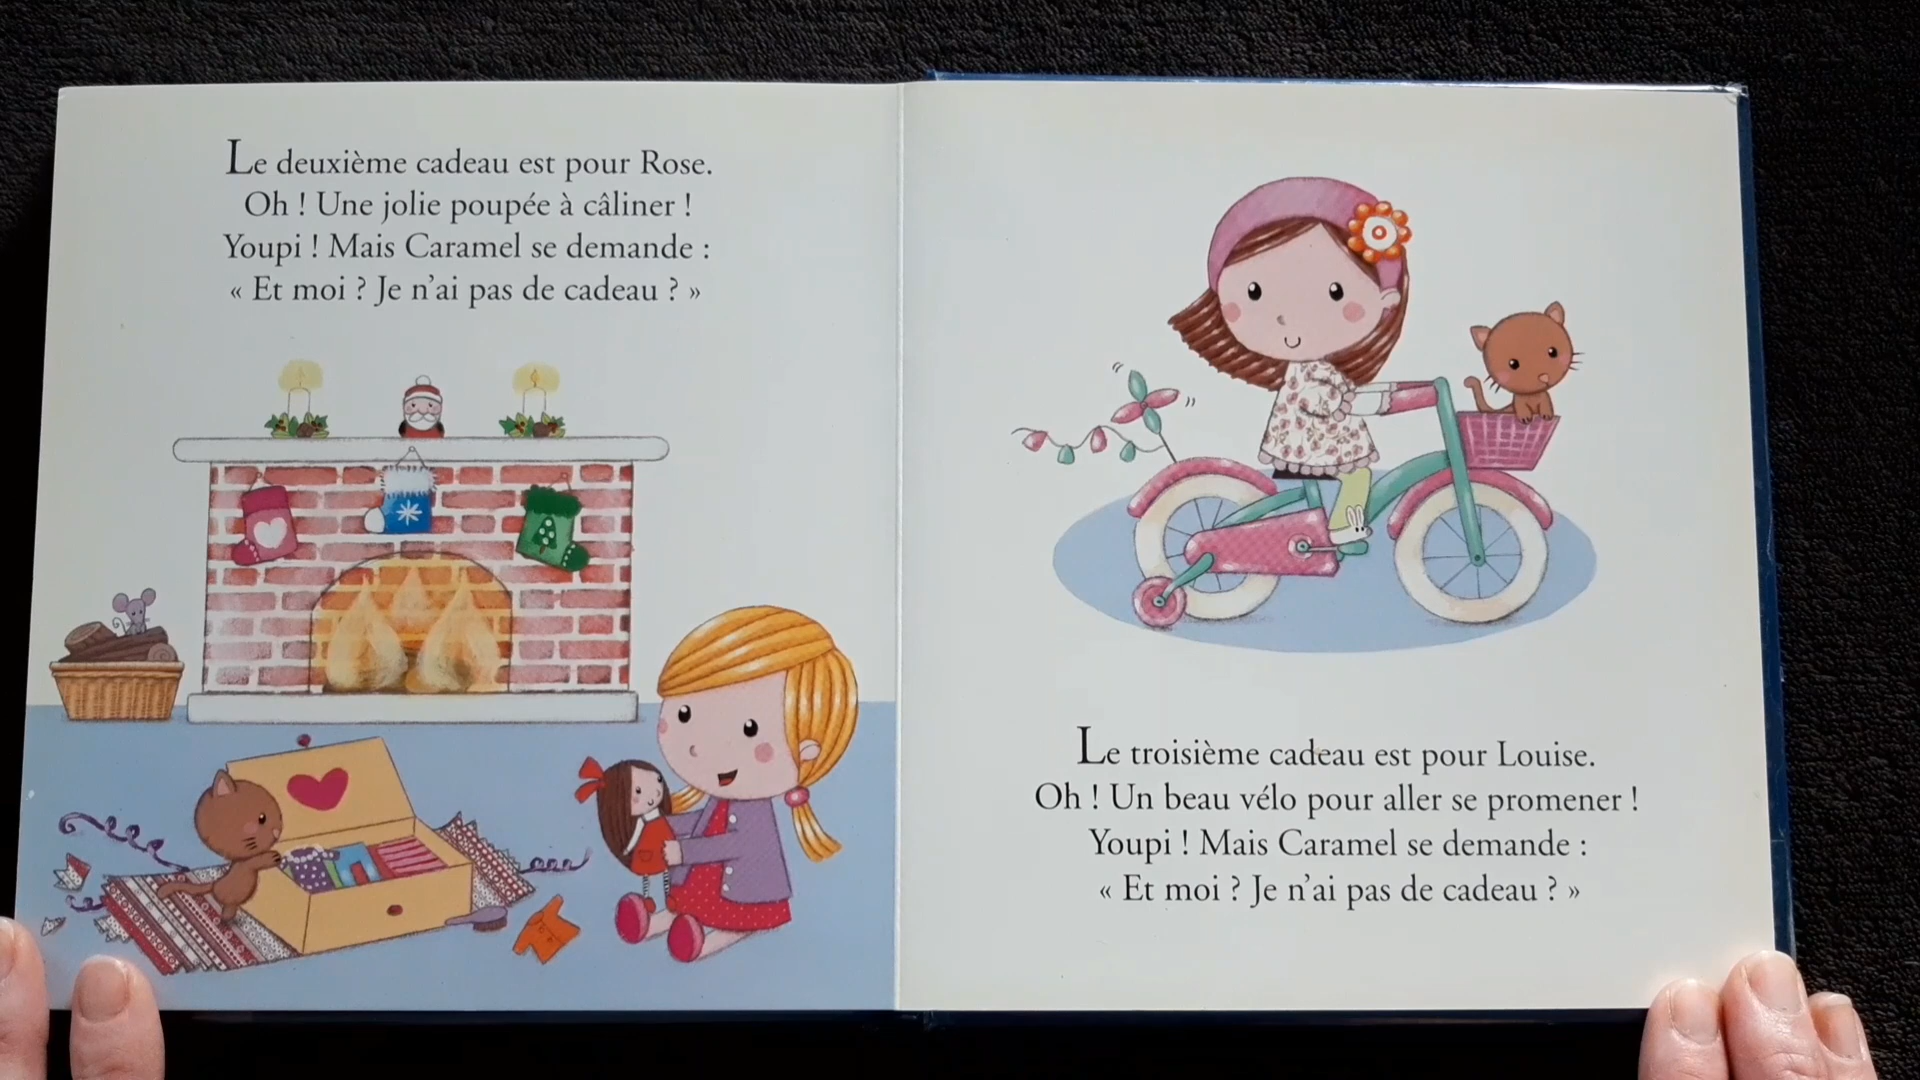 Le deuxième cadeau est pour Rose.
Oh ! Une jolie poupée à câliner !
Youpi ! Mais Caramel se demande :
« Et moi ? Je n'ai pas de cadeau ? »
Le troisième cadeau est pour Louise.
Oh ! Un beau vélo pour aller se promener !
Youpi ! Mais Caramel se demande :
« Et moi ? Je n'ai pas de cadeau ? »